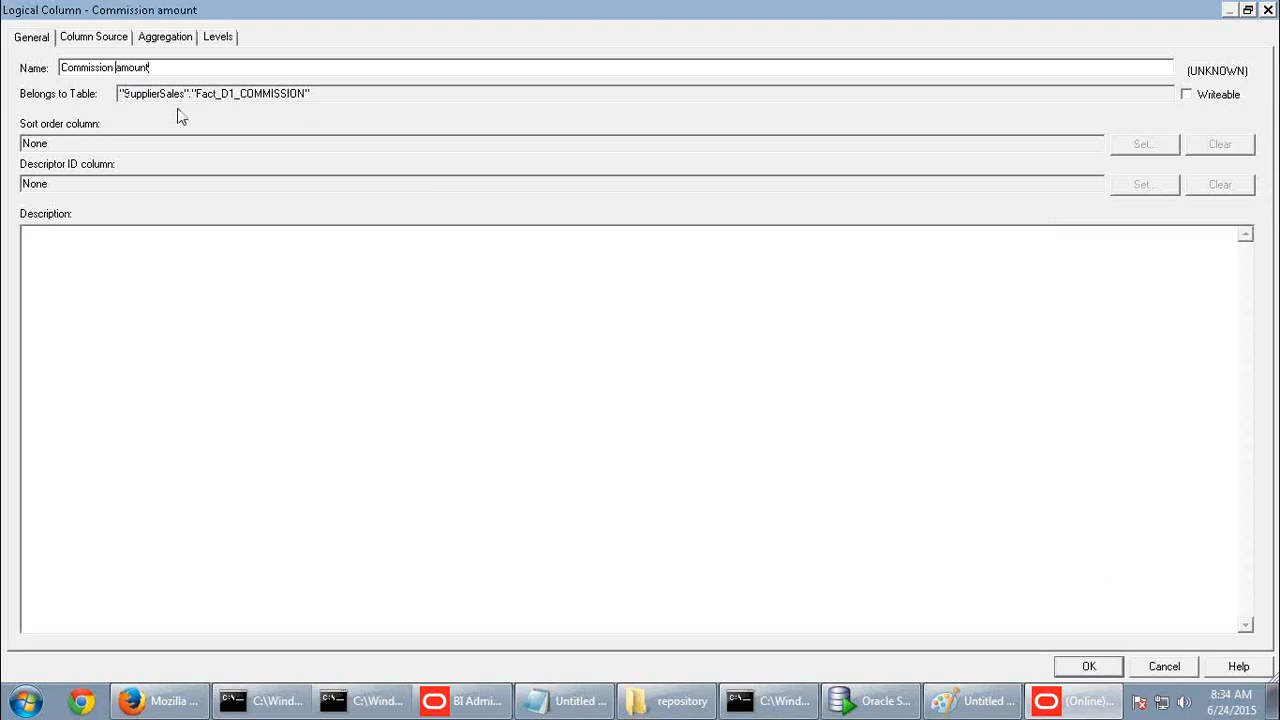 Logical Column - Commission amount
General Column Source Aggregation Levels
Name: Commission amount (UNKNOWN)
Belongs to Table: "SupplierSales"."Fact_D1_COMMISSION" Writeable
Sort order column:
None Set... Clear
Descriptor ID column:
None Set... Clear
Description:
OK Cancel Help
Mozilla ... C:\Wind... C:\Wind... BI Admi... Untitled ... repository C:\Wind... Oracle S... Untitled ... (Online)... 8:34 AM
6/24/2015